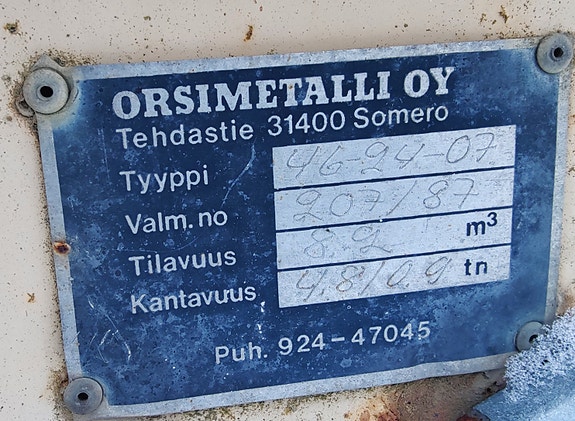 ORSIMETALLI OY
Tehdastie 31400 Somero
Tyyppi 46-24-07
Valm. no 207/87
Tilavuus 8.2 m³
Kantavuus 4.8/0.9 tn
Puh. 924-47045